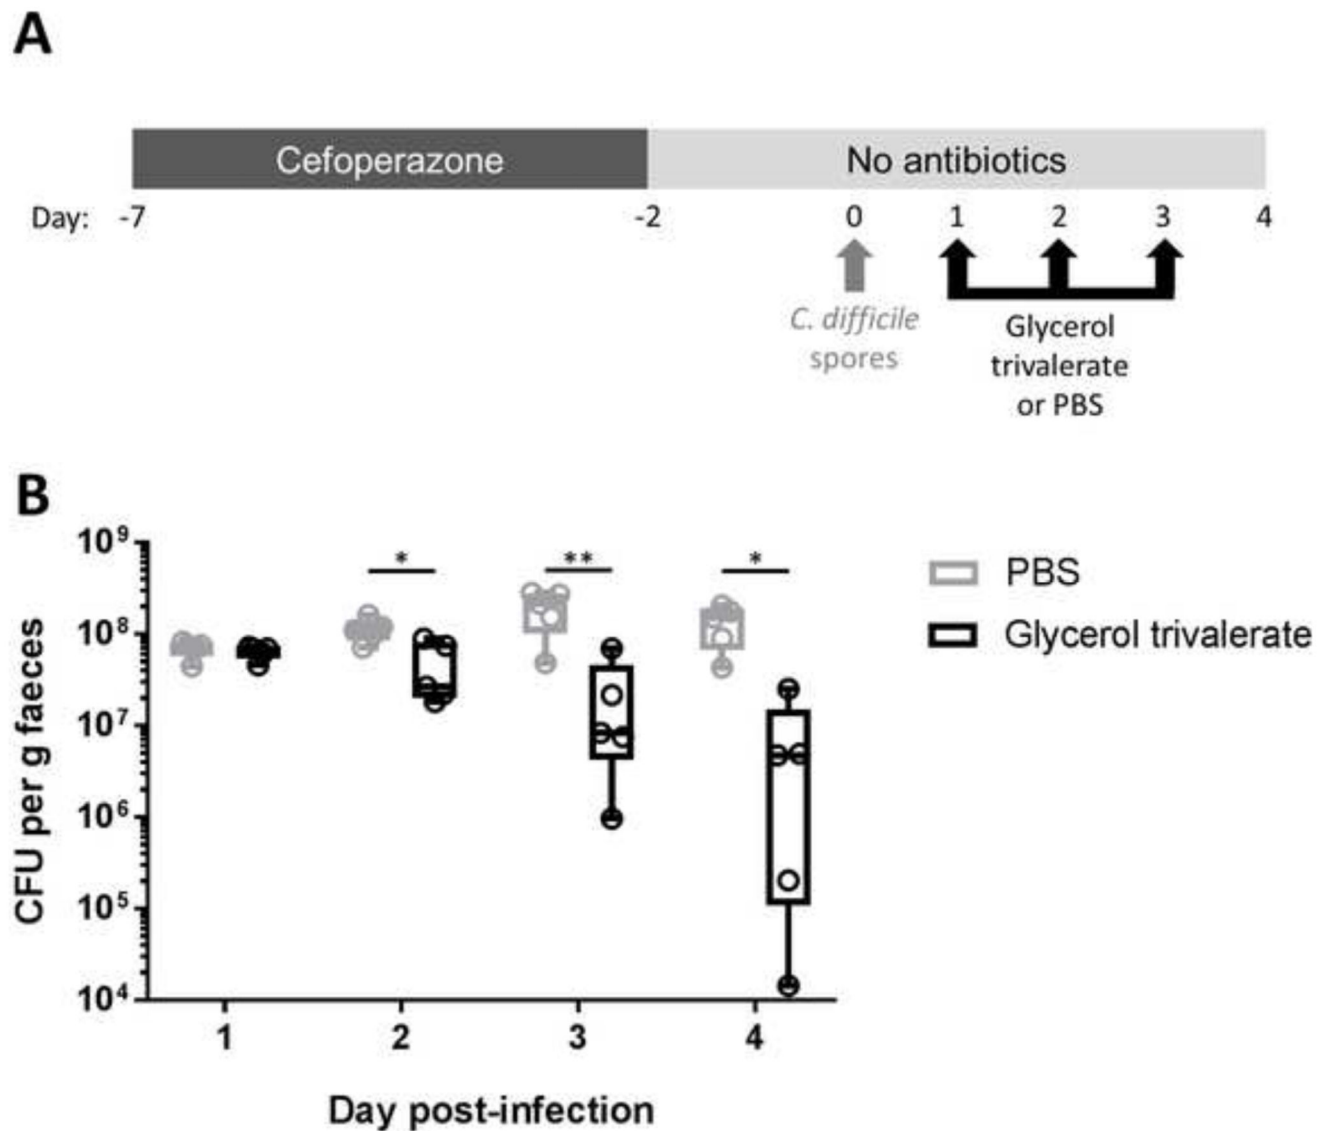 A
Cefoperazone No antibiotics
Day: -7 -2 0 1 2 3 4
C. difficile
spores
Glycerol
trivalerate
or PBS
B
CFU per g faeces
10⁹
10⁸
10⁷
10⁶
10⁵
10⁴
* ** *
1 2 3 4
Day post-infection
PBS
Glycerol trivalerate